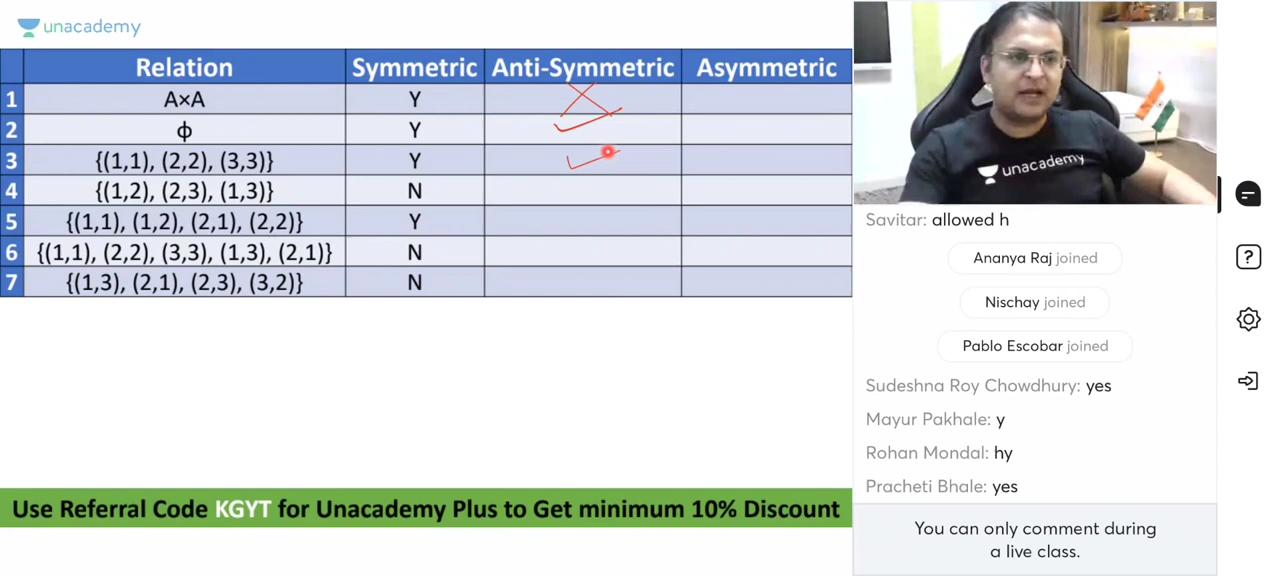 unacademy
Relation Symmetric Anti-Symmetric Asymmetric
1 A×A Y
2 ф Y
3 {(1,1), (2,2), (3,3)} Y
4 {(1,2), (2,3), (1,3)} N
5 {(1,1), (1,2), (2,1), (2,2)} Y
6 {(1,1), (2,2), (3,3), (1,3), (2,1)} N
7 {(1,3), (2,1), (2,3), (3,2)} N
Use Referral Code KGYT for Unacademy Plus to Get minimum 10% Discount
unacademy
Savitar: allowed h
Ananya Raj joined
Nischay joined
Pablo Escobar joined
Sudeshna Roy Chowdhury: yes
Mayur Pakhale: y
Rohan Mondal: hy
Pracheti Bhale: yes
You can only comment during
a live class.
?